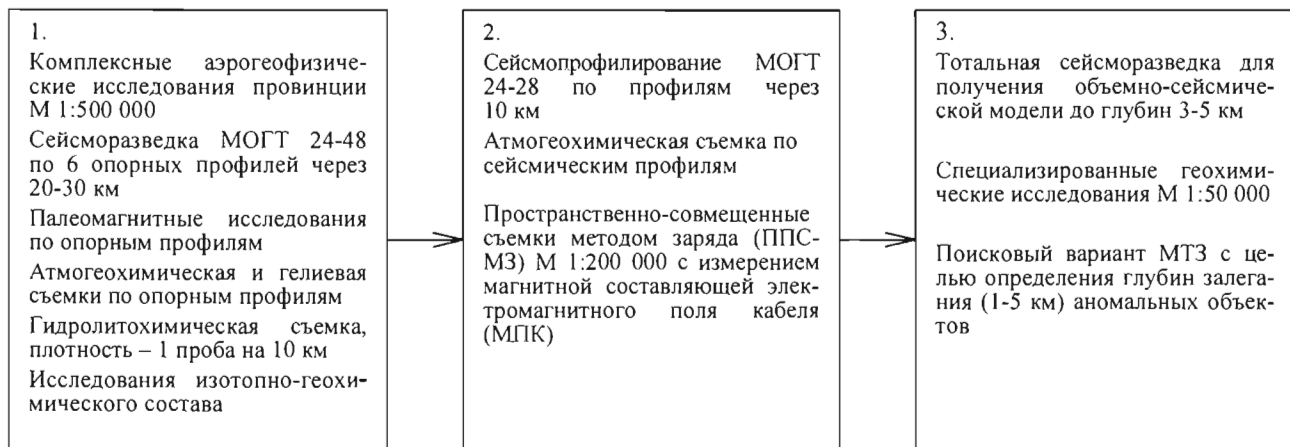 1.
Комплексные аэрогеофизиче-
ские исследования провинции
М 1:500 000
Сейсморазведка МОГТ 24-48
по 6 опорных профилей через
20-30 км
Палеомагнитные исследования
по опорным профилям
Атмогеохимическая и гелиевая
съемки по опорным профилям
Гидролитохимическая съемка,
плотность – 1 проба на 10 км
Исследования изотопно-геохи-
мического состава
2.
Сейсмопрофилирование МОГТ
24-28 по профилям через
10 км
Атмогеохимическая съемка по
сейсмическим профилям
Пространственно-совмещенные
съемки методом заряда (ППС-
МЗ) М 1:200 000 с измерением
магнитной составляющей элек-
тромагнитного поля кабеля
(МПК)
3.
Тотальная сейсморазведка для
получения объемно-сейсмиче-
ской модели до глубин 3-5 км
Специализированные геохими-
ческие исследования М 1:50 000
Поисковый вариант МТЗ с це-
лью определения глубин залега-
ния (1-5 км) аномальных объек-
тов